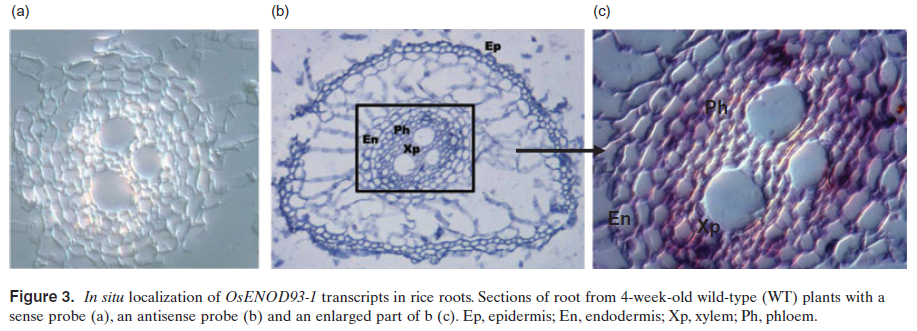 (a)
(b)
(c)
Ep
En
Ph
Xp
Ph
En
Xp
Figure 3. In situ localization of OsENOD93-1 transcripts in rice roots. Sections of root from 4-week-old wild-type (WT) plants with a
sense probe (a), an antisense probe (b) and an enlarged part of b (c). Ep, epidermis; En, endodermis; Xp, xylem; Ph, phloem.